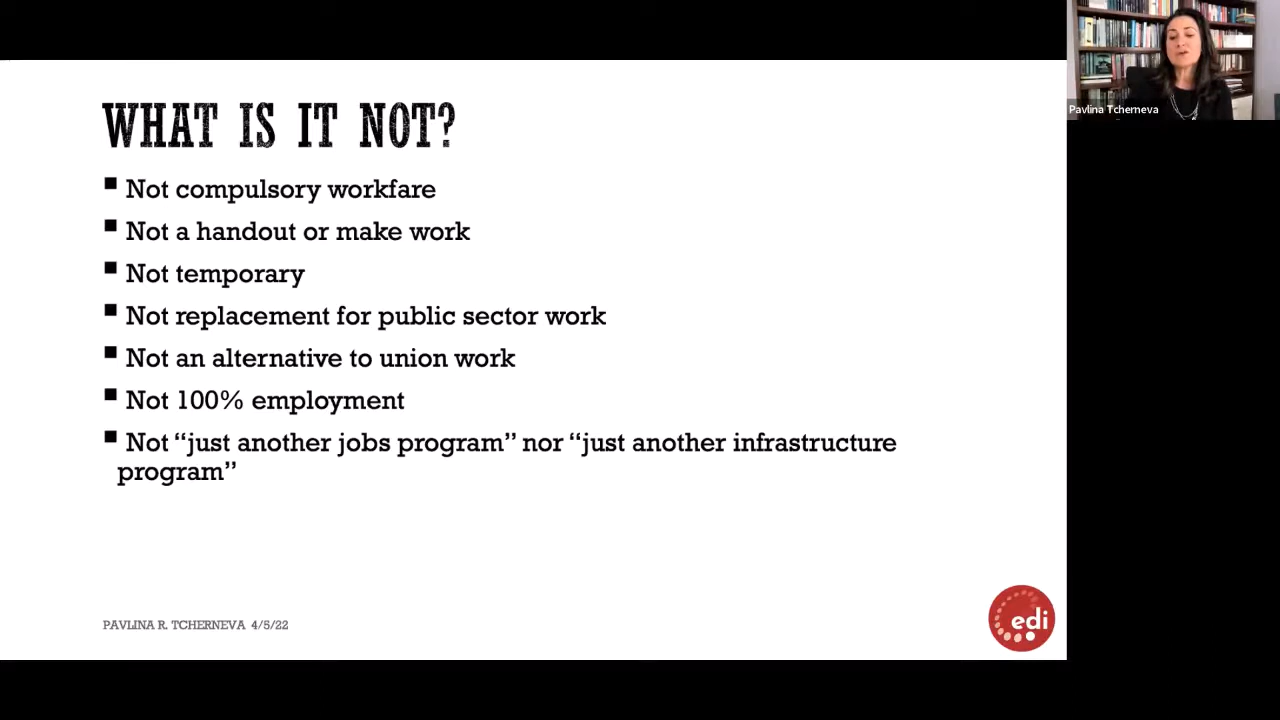 WHAT IS IT NOT?
Not compulsory workfare
Not a handout or make work
Not temporary
Not replacement for public sector work
Not an alternative to union work
Not 100% employment
Not “just another jobs program” nor “just another infrastructure
program”
PAVLINA R. TCHERNEVA 4/5/22
edi
Pavlina Tcherneva